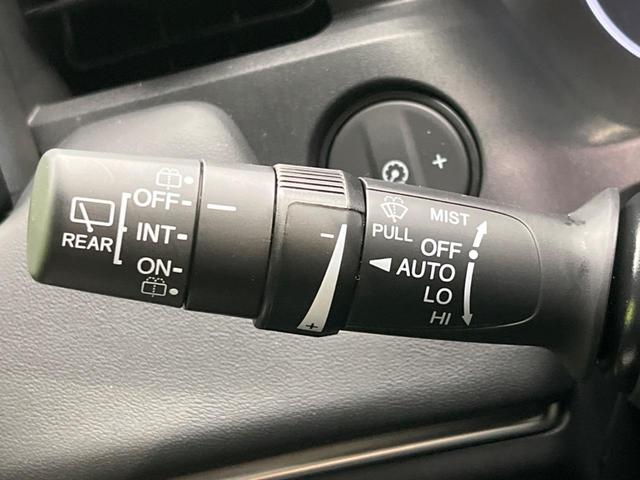 OFF
INT
REAR
ON
−
+
+
PULL
MIST
OFF
AUTO
LO
HI